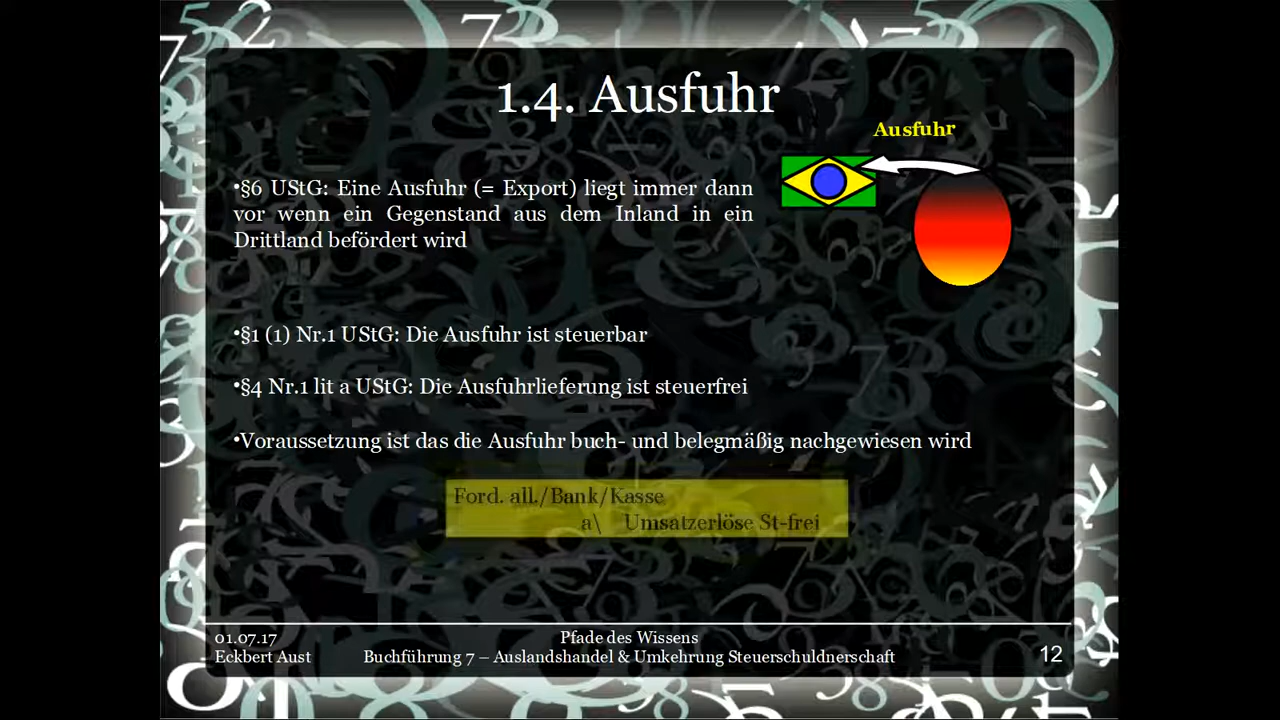 1.4. Ausfuhr
Ausfuhr
•§6 UStG: Eine Ausfuhr (= Export) liegt immer dann
vor wenn ein Gegenstand aus dem Inland in ein
Drittland befördert wird
•§1 (1) Nr.1 UStG: Die Ausfuhr ist steuerbar
•§4 Nr.1 lit a UStG: Die Ausfuhrlieferung ist steuerfrei
•Voraussetzung ist das die Ausfuhr buch- und belegmäßig nachgewiesen wird
Ford. all./Bank/Kasse
a\ Umsatzerlöse St-frei
01.07.17
Eckbert Aust
Pfade des Wissens
Buchführung 7 – Auslandshandel & Umkehrung Steuerschuldnerschaft
12